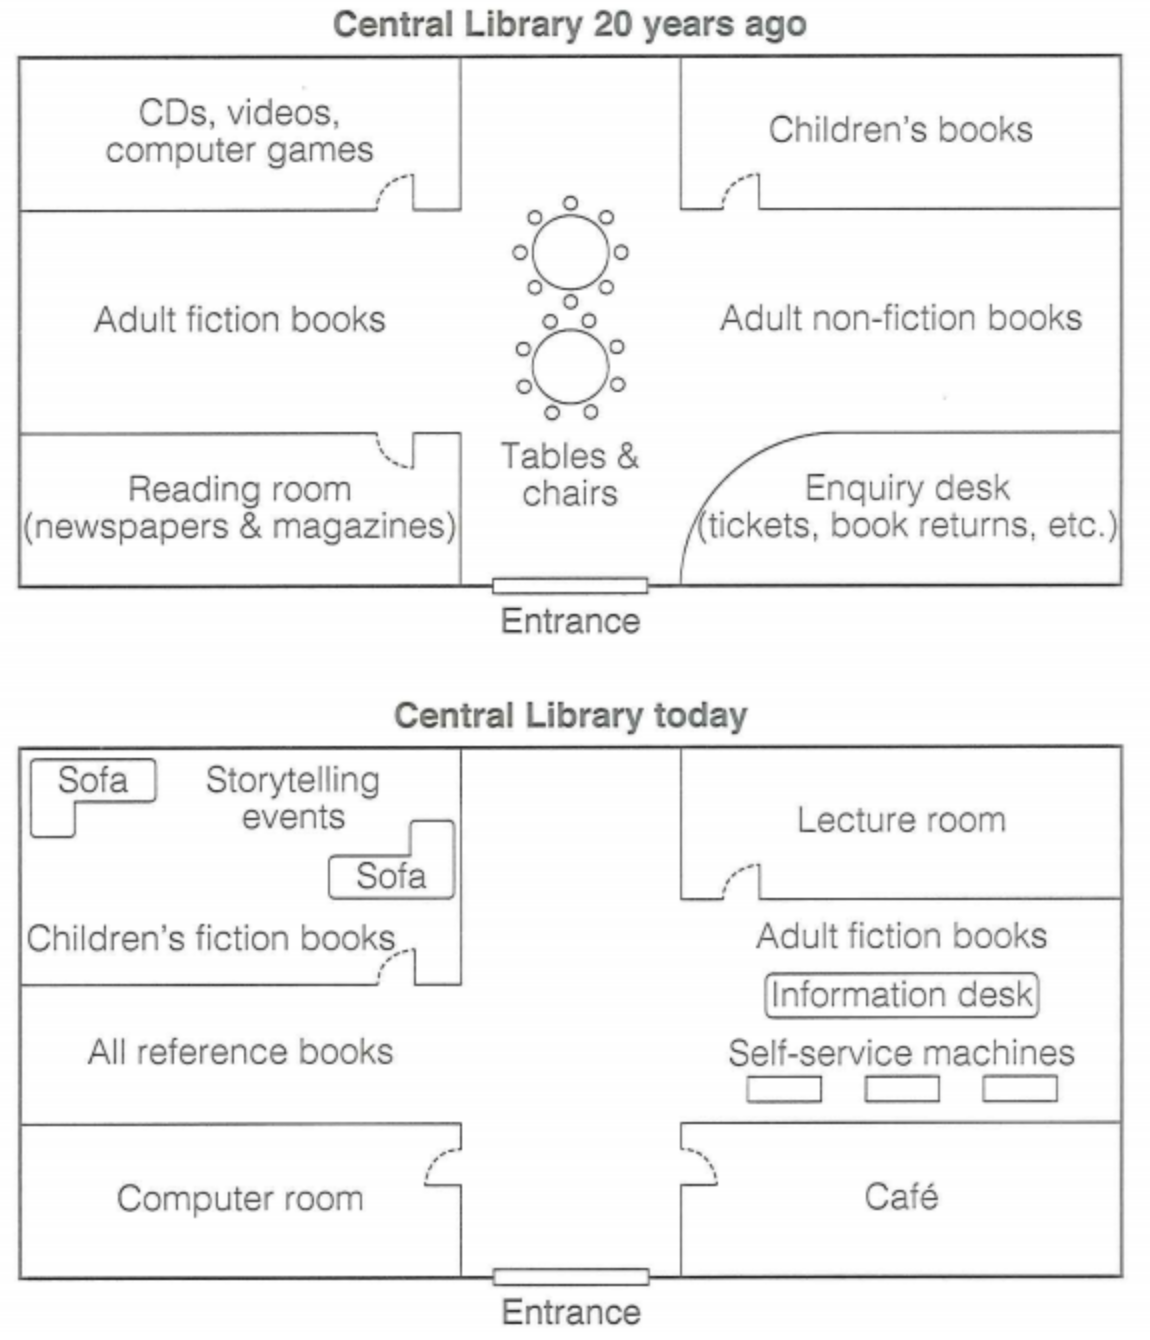 Central Library 20 years ago
CDs, videos,
computer games
Children's books
Adult fiction books
Adult non-fiction books
Tables &
chairs
Reading room
(newspapers & magazines)
Enquiry desk
(tickets, book returns, etc.)
Entrance
Central Library today
Sofa
Storytelling
events
Sofa
Children's fiction books
Lecture room
Adult fiction books
Information desk
All reference books
Self-service machines
Computer room
Café
Entrance